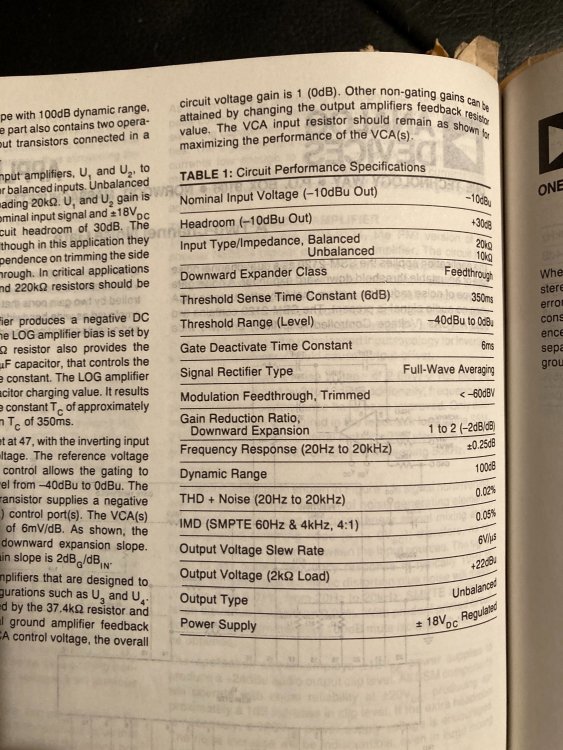 pe with 100dB dynamic range,
e part also contains two opera-
out transistors connected in a
nput amplifiers, U1 and U2, to
or balanced inputs. Unbalanced
eading 20kΩ. U1 and U2 gain is
ominal input signal and ±18VDC
cuit headroom of 30dB. The
though in this application they
pendence on trimming the side
hrough. In critical applications
nd 220kΩ resistors should be
fier produces a negative DC
he LOG amplifier bias is set by
Ω resistor also provides the
µF capacitor, that controls the
e constant. The LOG amplifier
acitor charging value. It results
e constant TC of approximately
n TC of 350ms.
et at 47, with the inverting input
oltage. The reference voltage
control allows the gating to
vel from –40dBu to 0dBu. The
transistor supplies a negative
) control port(s). The VCA(s)
of 6mV/dB. As shown, the
downward expansion slope.
in slope is 2dBG/dBIN.
mplifiers that are designed to
gurations such as U3 and U4.
ed by the 37.4kΩ resistor and
l ground amplifier feedback
CA control voltage, the overall
circuit voltage gain is 1 (0dB). Other non-gating gains can be
attained by changing the output amplifiers feedback resistor
value. The VCA input resistor should remain as shown for
maximizing the performance of the VCA(s).
TABLE 1: Circuit Performance Specifications
Nominal Input Voltage (–10dBu Out) –10dBu
Headroom (–10dBu Out) +30dB
Input Type/Impedance, Balanced 20kΩ
Unbalanced 10kΩ
Downward Expander Class Feedthrough
Threshold Sense Time Constant (6dB) 350ms
Threshold Range (Level) –40dBu to 0dBu
Gate Deactivate Time Constant 6ms
Signal Rectifier Type Full-Wave Averaging
Modulation Feedthrough, Trimmed < –60dBV
Gain Reduction Ratio,
Downward Expansion 1 to 2 (–2dB/dB)
Frequency Response (20Hz to 20kHz) ±0.25dB
Dynamic Range 100dB
THD + Noise (20Hz to 20kHz) 0.02%
IMD (SMPTE 60Hz & 4kHz, 4:1) 0.05%
Output Voltage Slew Rate 6V/µs
Output Voltage (2kΩ Load) +22dBu
Output Type Unbalanced
Power Supply ± 18VDC Regulated
ONE
Whe
stere
error
cons
ence
sepa
grou